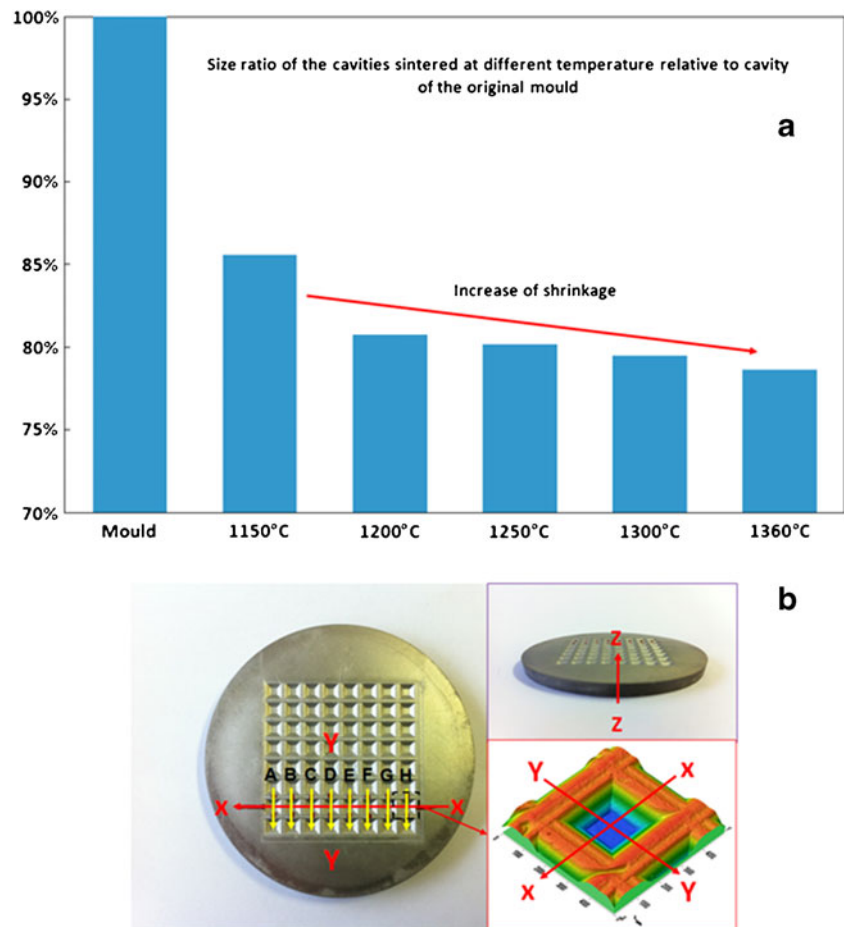 100%
95%
90%
85%
80%
75%
70%
Size ratio of the cavities sintered at different temperature relative to cavity
of the original mould
a
Increase of shrinkage
Mould 1150°C 1200°C 1250°C 1300°C 1360°C
b
Y
A B C D E F G H
X X
Y
Z
Z
Y X
X Y